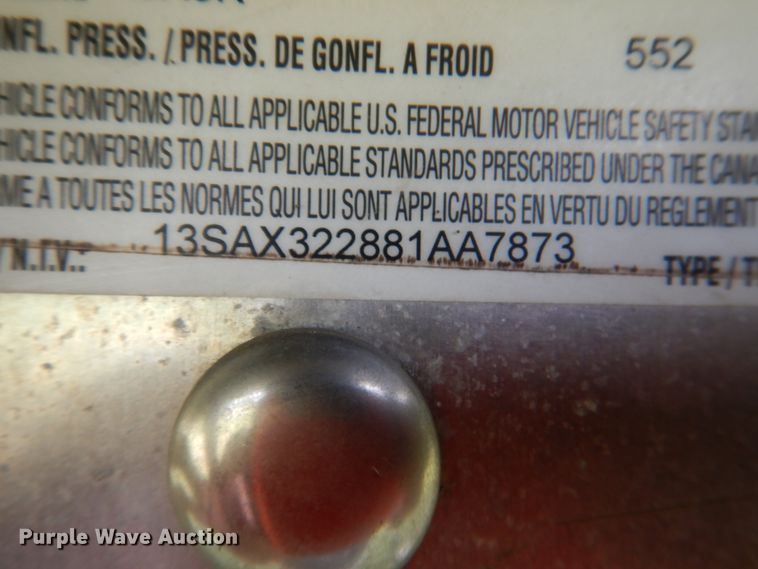 NFL. PRESS. / PRESS. DE GONFL. A FROID 552
HICLE CONFORMS TO ALL APPLICABLE U.S. FEDERAL MOTOR VEHICLE SAFETY STA
HICLE CONFORMS TO ALL APPLICABLE STANDARDS PRESCRIBED UNDER THE CANA
ME A TOUTES LES NORMES QUI LUI SONT APPLICABLES EN VERTU DU REGLEMENT
/N.I.V.: 13SAX322881AA7873 TYPE / T
Purple Wave Auction